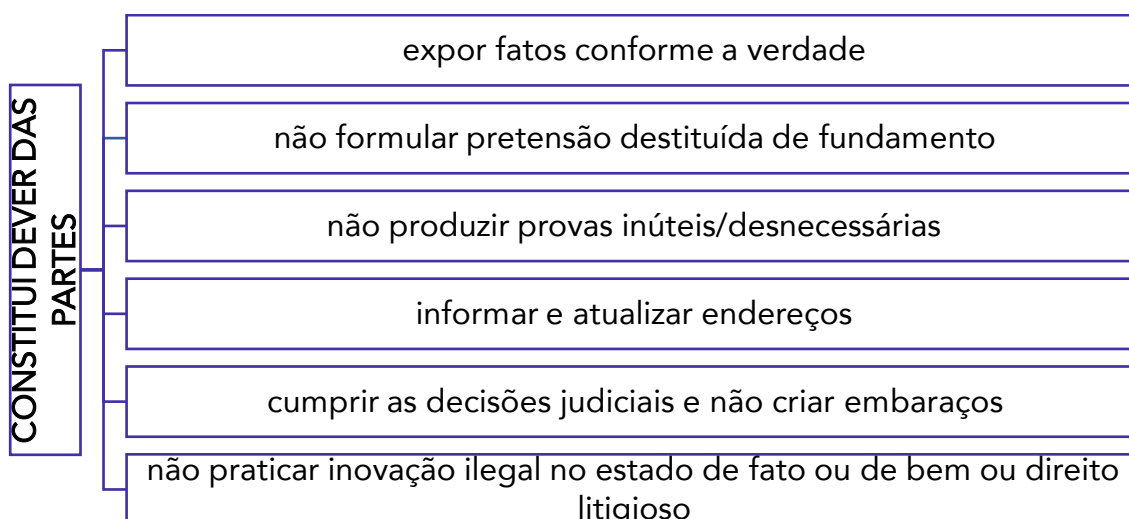 CONSTITUI DEVER DAS
PARTES
expor fatos conforme a verdade
não formular pretensão destituída de fundamento
não produzir provas inúteis/desnecessárias
informar e atualizar endereços
cumprir as decisões judiciais e não criar embaraços
não praticar inovação ilegal no estado de fato ou de bem ou direito
litigioso